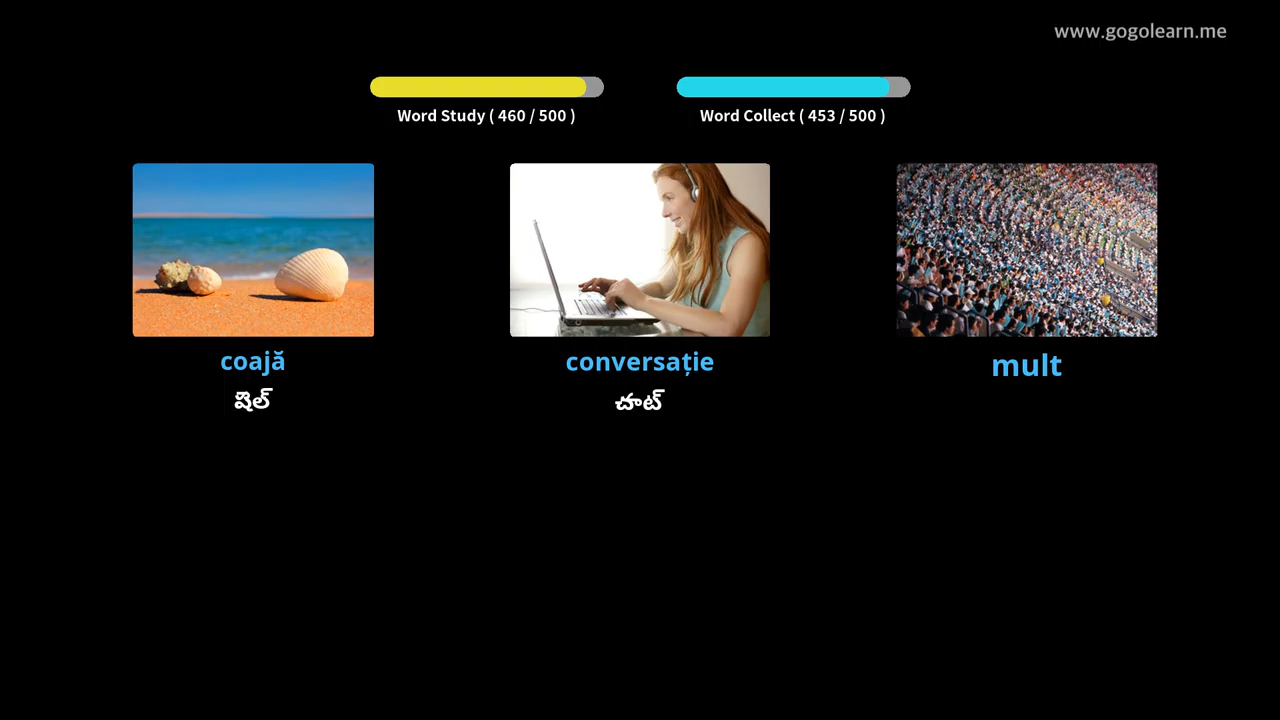 www.gogolearn.me
Word Study ( 460 / 500 )
Word Collect ( 453 / 500 )
coajă
conversație
mult
షెల్
చాట్